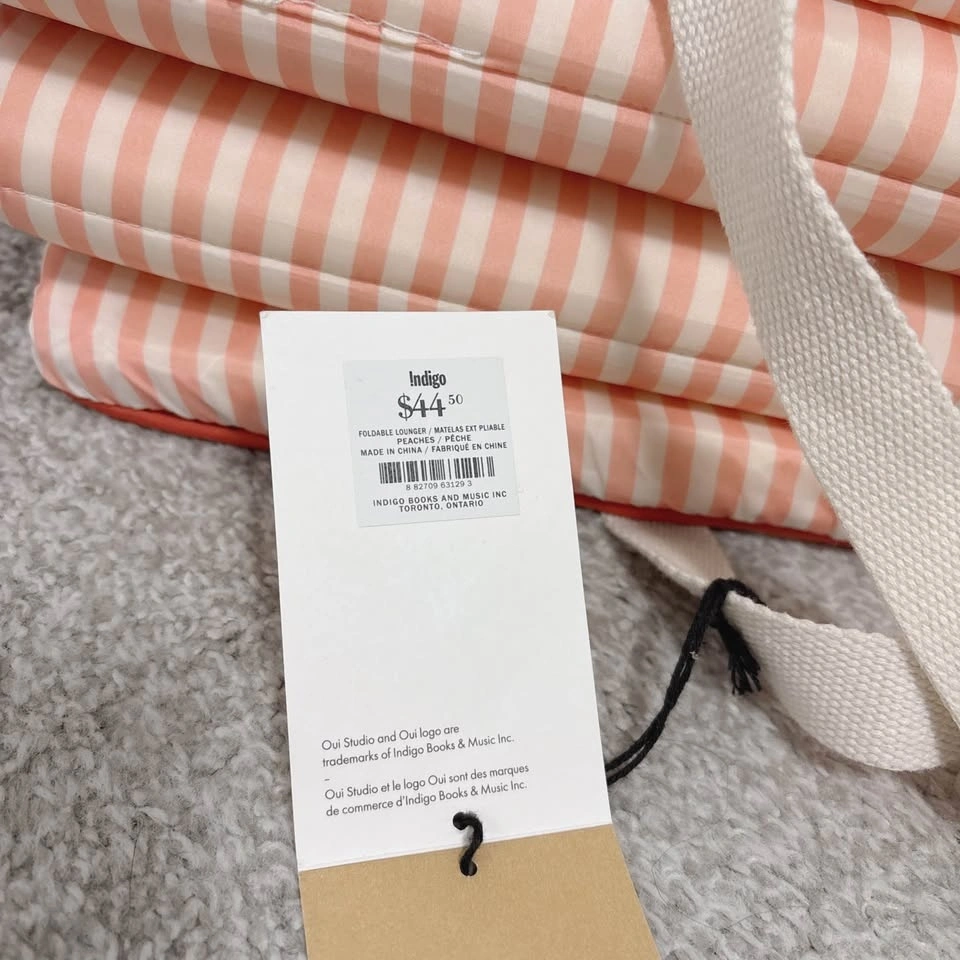 !ndigo
$44 50
FOLDABLE LOUNGER / MATELAS EXT PLIABLE
PEACHES / PÊCHE
MADE IN CHINA / FABRIQUÉ EN CHINE
8 82709 63129 3
INDIGO BOOKS AND MUSIC INC
TORONTO, ONTARIO
Oui Studio and Oui logo are
trademarks of Indigo Books & Music Inc.
–
Oui Studio et le logo Oui sont des marques
de commerce d'Indigo Books & Music Inc.